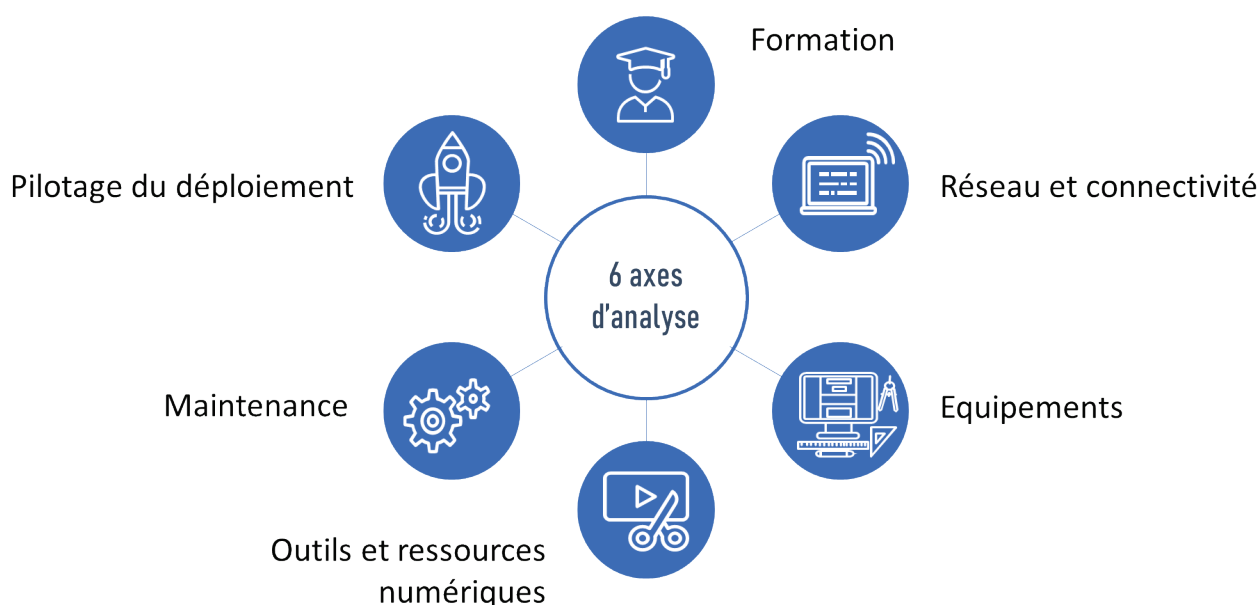 Formation
Pilotage du déploiement
Réseau et connectivité
6 axes
d'analyse
Maintenance
Equipements
Outils et ressources
numériques